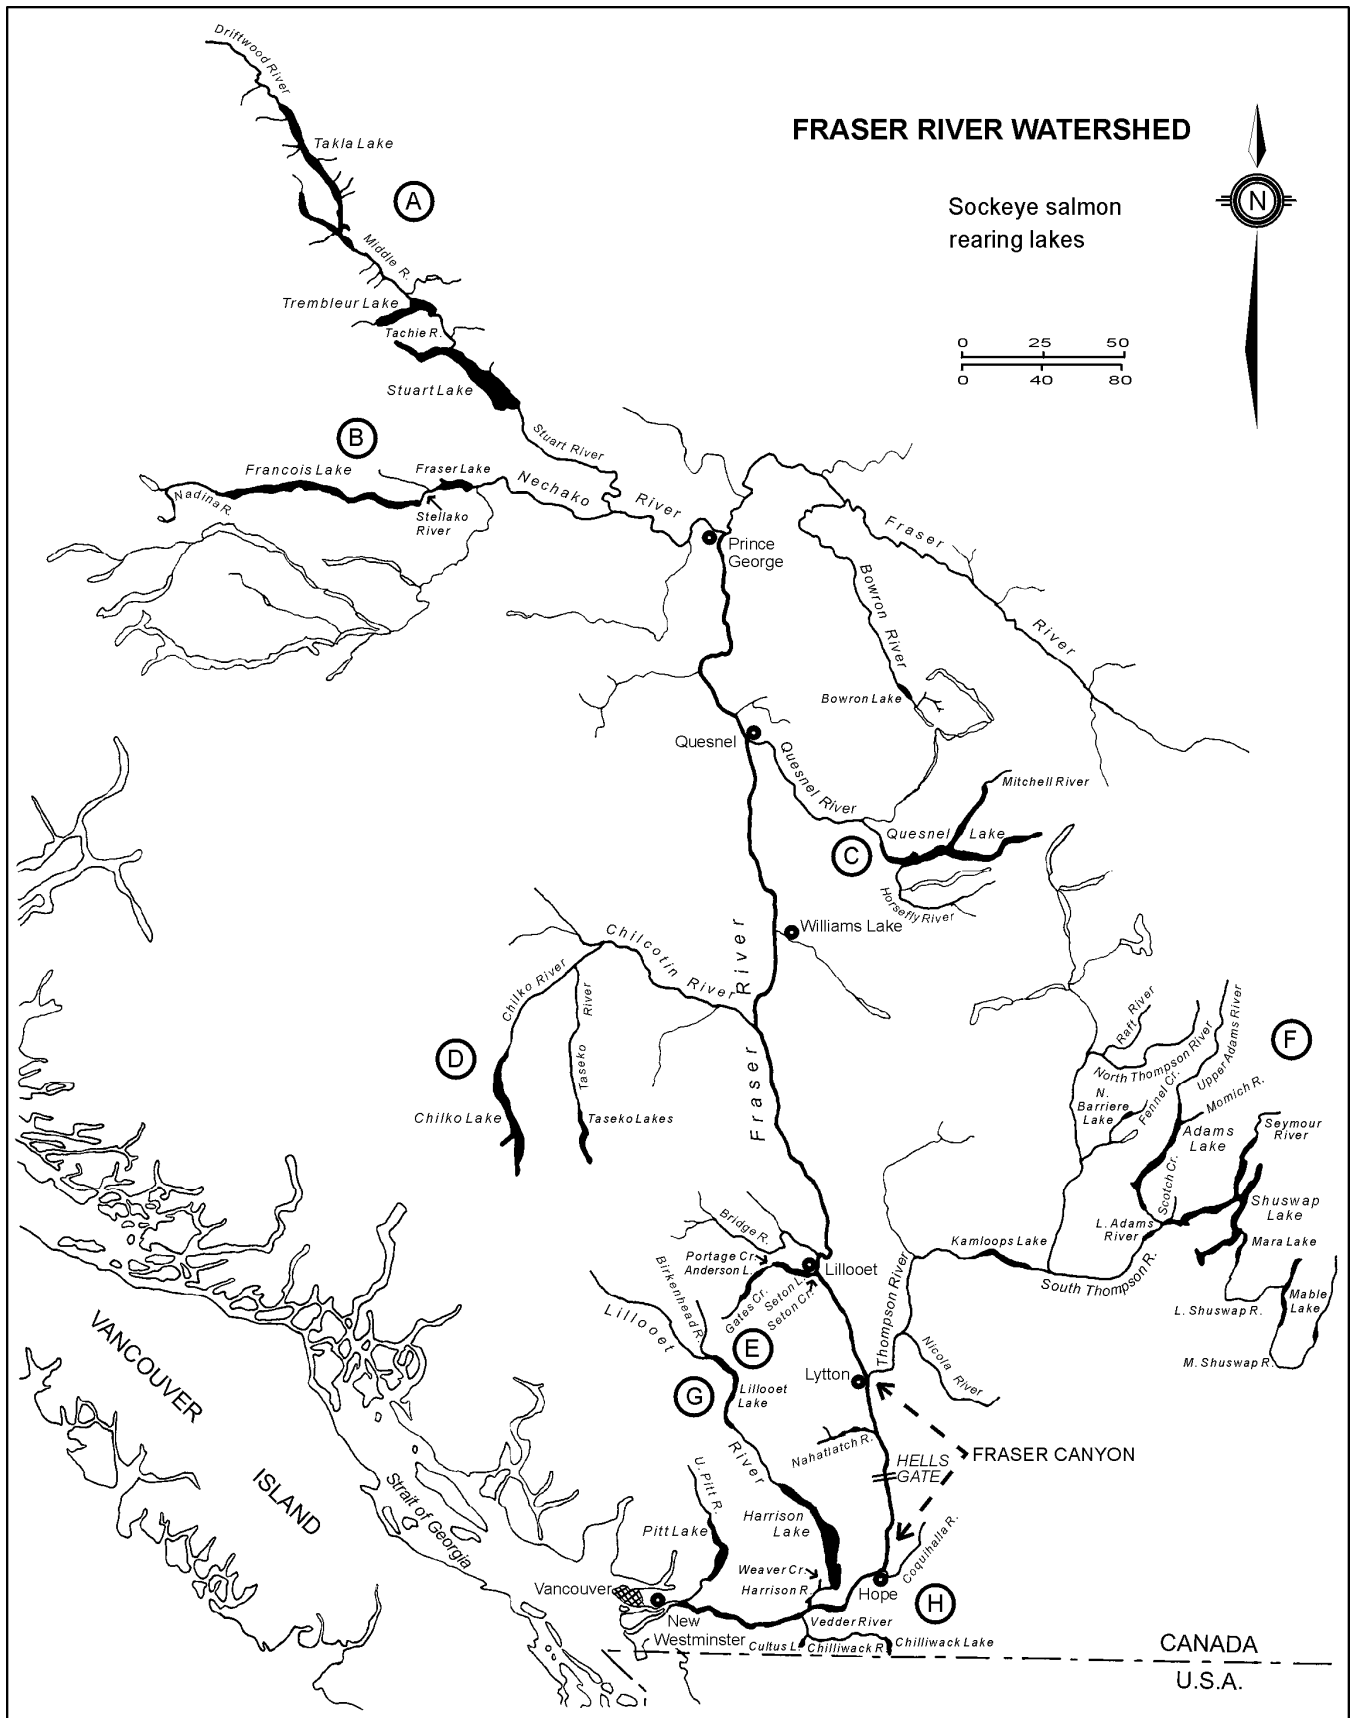 Driftwood River
FRASER RIVER WATERSHED
Takla Lake
A
Sockeye salmon
rearing lakes
N
Middle R.
Trembleur Lake
Tachie R.
0 25 50
0 40 80
Stuart Lake
B
Stuart River
Francois Lake
Fraser Lake
Nadina R.
Stellako
River
Nechako
River
Prince
George
Fraser
River
Bowron River
Bowron Lake
Quesnel
Quesnel River
Mitchell River
Quesnel Lake
C
Horsefly River
Williams Lake
Chilcotin River
River
Chilko River
Taseko River
Fraser
D
Chilko Lake
Taseko Lakes
Raft River
North Thompson River
Upper Adams River
F
N.
Barriere
Lake
Fennel Cr.
Momich R.
Adams
Lake
Seymour
River
Scotch Cr.
Shuswap
Lake
L. Adams
River
Mara Lake
Kamloops Lake
South Thompson R.
Mable
Lake
L. Shuswap R.
M. Shuswap R.
Bridge R.
Portage Cr.
Anderson L.
Lillooet
Gates Cr.
Seton L.
Seton Cr.
Birkenhead R.
Lillooet
E
Thompson River
Nicola River
Lytton
G
Lillooet
Lake
VANCOUVER
ISLAND
Strait of Georgia
River
Nahatlatch R.
HELLS
GATE
FRASER CANYON
U. Pitt R.
Pitt Lake
Harrison
Lake
Coquihalla R.
Weaver Cr.
Harrison R.
Hope
H
Vancouver
New
Westminster
Vedder River
Cultus L.
Chilliwack R.
Chilliwack Lake
CANADA
U.S.A.